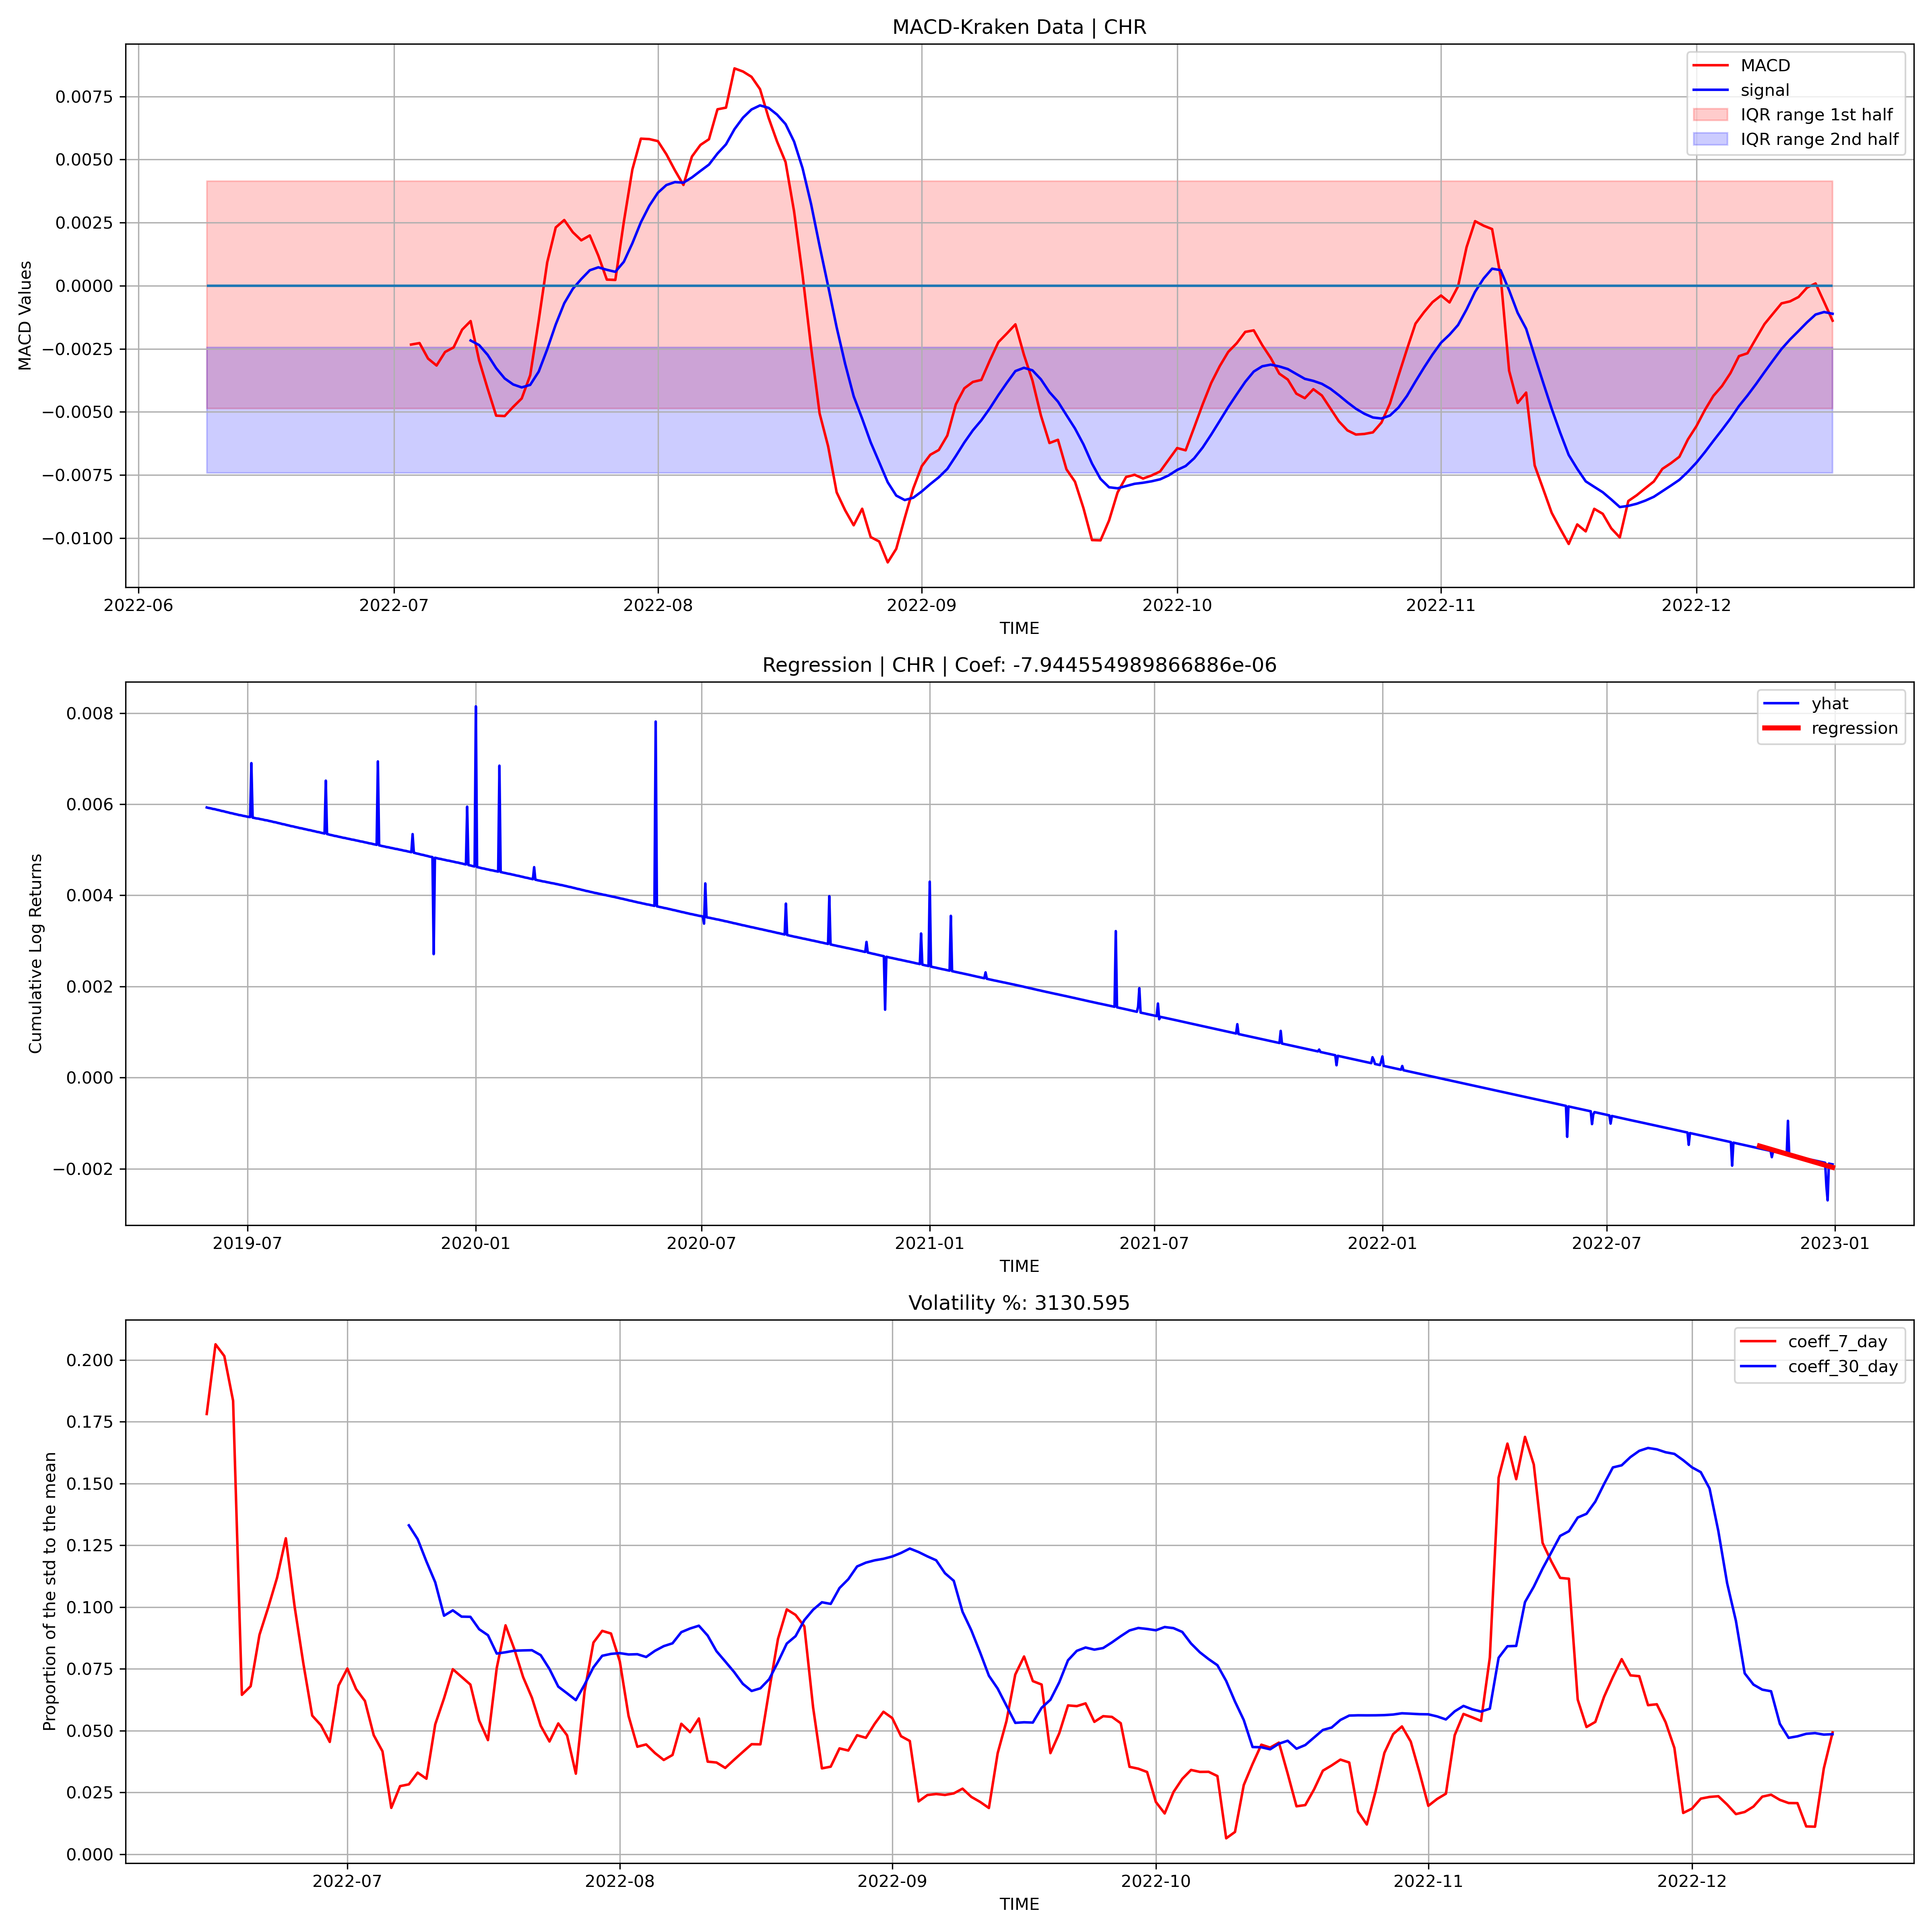 MACD-Kraken Data | CHR
MACD Values
0.0075
0.0050
0.0025
0.0000
−0.0025
−0.0050
−0.0075
−0.0100
MACD
signal
IQR range 1st half
IQR range 2nd half
2022-06 2022-07 2022-08 2022-09 2022-10 2022-11 2022-12
TIME
Regression | CHR | Coef: -7.944554989866886e-06
Cumulative Log Returns
0.008
0.006
0.004
0.002
0.000
−0.002
yhat
regression
2019-07 2020-01 2020-07 2021-01 2021-07 2022-01 2022-07 2023-01
TIME
Volatility %: 3130.595
Proportion of the std to the mean
0.200
0.175
0.150
0.125
0.100
0.075
0.050
0.025
0.000
coeff_7_day
coeff_30_day
2022-07 2022-08 2022-09 2022-10 2022-11 2022-12
TIME